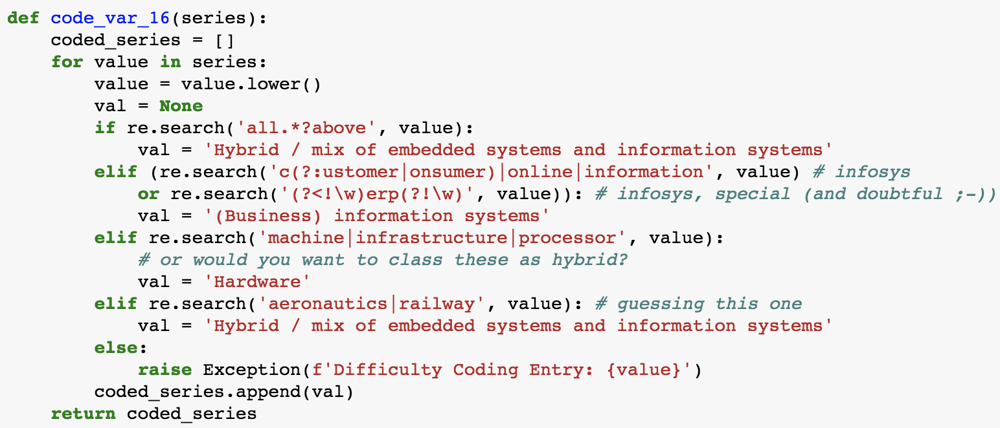 def code_var_16(series):
    coded_series = []
    for value in series:
        value = value.lower()
        val = None
        if re.search('all.*?above', value):
            val = 'Hybrid / mix of embedded systems and information systems'
        elif (re.search('c(?:ustomer|onsumer)|online|information', value) # infosys
            or re.search('(?<!\w)erp(?!\w)', value)): # infosys, special (and doubtful ;-))
            val = '(Business) information systems'
        elif re.search('machine|infrastructure|processor', value):
            # or would you want to class these as hybrid?
            val = 'Hardware'
        elif re.search('aeronautics|railway', value): # guessing this one
            val = 'Hybrid / mix of embedded systems and information systems'
        else:
            raise Exception(f'Difficulty Coding Entry: {value}')
        coded_series.append(val)
    return coded_series